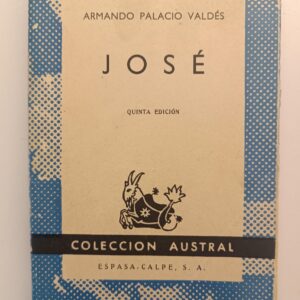 ARMANDO PALACIO VALDÉS
JOSÉ
QUINTA EDICIÓN
COLECCION AUSTRAL
ESPASA-CALPE, S. A.